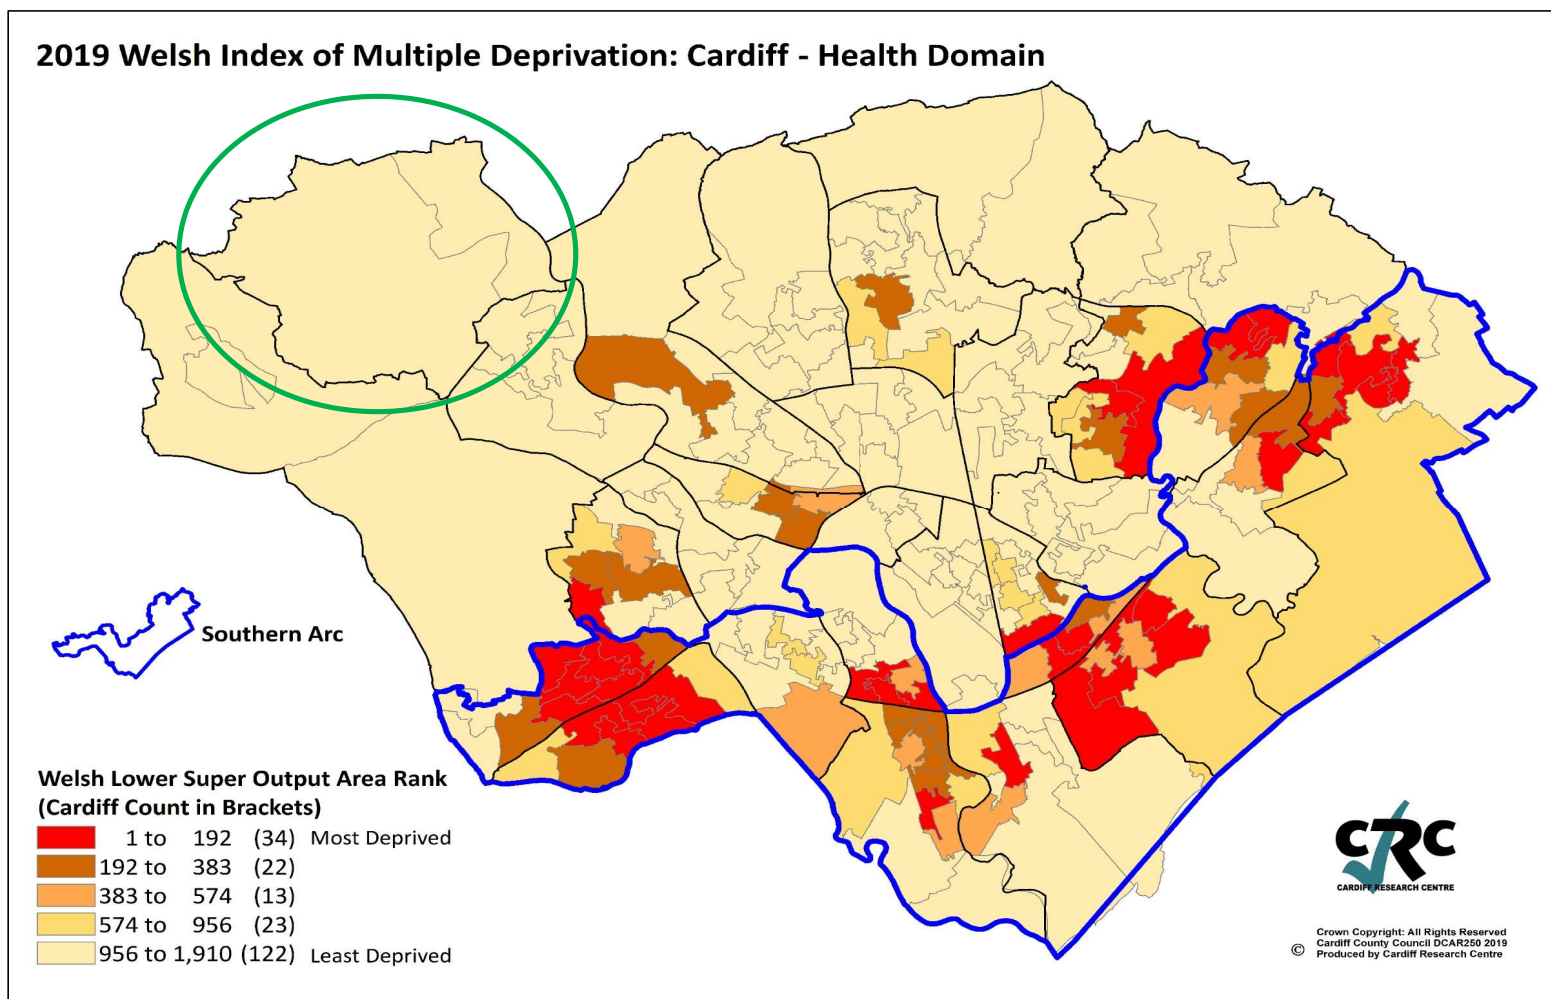 2019 Welsh Index of Multiple Deprivation: Cardiff - Health Domain
Southern Arc
Welsh Lower Super Output Area Rank
(Cardiff Count in Brackets)
1 to 192 (34) Most Deprived
192 to 383 (22)
383 to 574 (13)
574 to 956 (23)
956 to 1,910 (122) Least Deprived
CRC
CARDIFF RESEARCH CENTRE
Crown Copyright: All Rights Reserved
© Cardiff County Council DCAR250 2019
Produced by Cardiff Research Centre